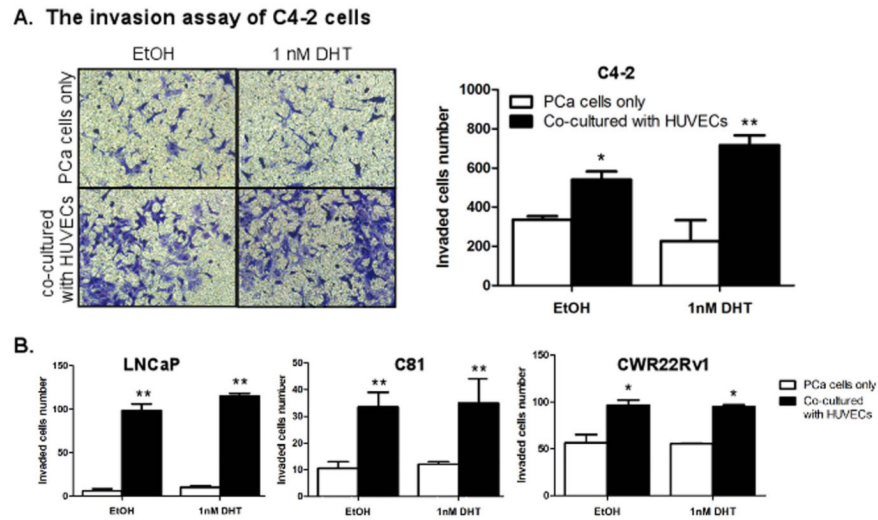 A. The invasion assay of C4-2 cells
EtOH
1 nM DHT
PCa cells only
co-cultured
with HUVECs
C4-2
PCa cells only
Co-cultured with HUVECs
Invaded cells number
1000
800
600
400
200
0
*
**
EtOH
1nM DHT
B.
LNCaP
Invaded cells number
150
100
50
0
**
**
EtOH
1nM DHT
C81
Invaded cells number
50
40
30
20
10
0
**
**
EtOH
1nM DHT
CWR22Rv1
Invaded cells number
150
100
50
0
*
*
EtOH
1nM DHT
PCa cells only
Co-cultured
with HUVECs